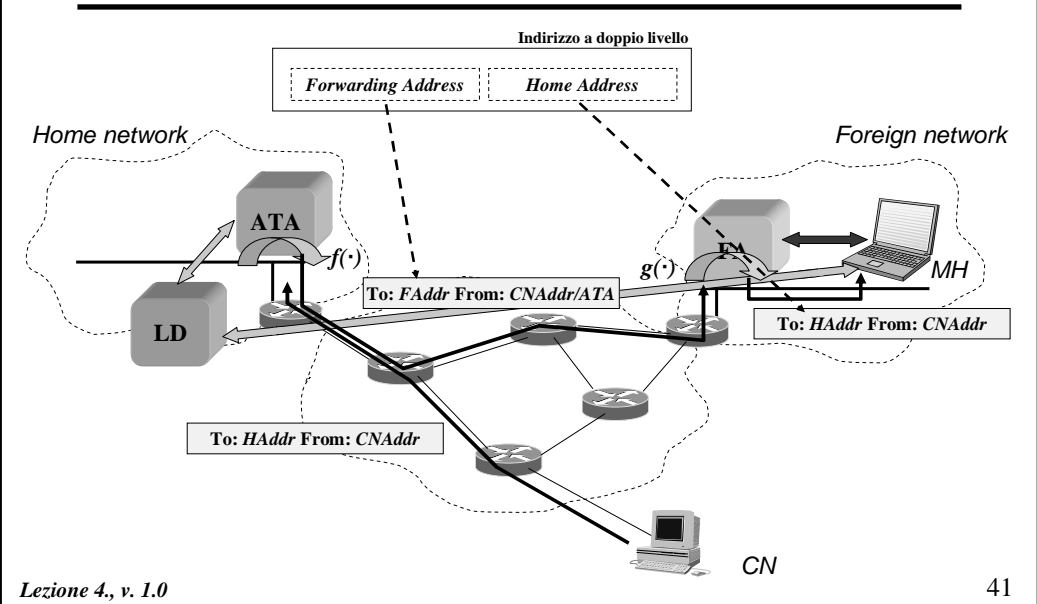 Indirizzo a doppio livello
Forwarding Address
Home Address
Home network
Foreign network
ATA
f(·)
FA
g(·)
MH
To: FAddr From: CNAddr/ATA
LD
To: HAddr From: CNAddr
To: HAddr From: CNAddr
CN
Lezione 4., v. 1.0
41